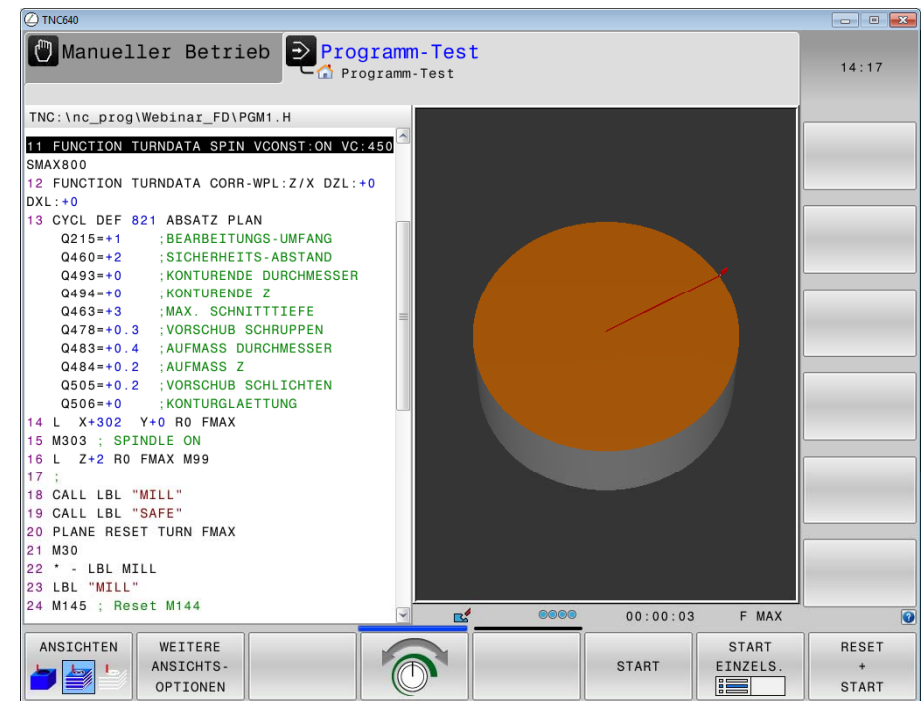 TNC640
Manueller Betrieb
Programm-Test
Programm-Test
14:17
TNC:\nc_prog\Webinar_FD\PGM1.H
11 FUNCTION TURNDATA SPIN VCONST:ON VC:450
SMAX800
12 FUNCTION TURNDATA CORR-WPL:Z/X DZL:+0
DXL:+0
13 CYCL DEF 821 ABSATZ PLAN
Q215=+1 ;BEARBEITUNGS-UMFANG
Q460=+2 ;SICHERHEITS-ABSTAND
Q493=+0 ;KONTURENDE DURCHMESSER
Q494=+0 ;KONTURENDE Z
Q463=+3 ;MAX. SCHNITTTIEFE
Q478=+0.3 ;VORSCHUB SCHRUPPEN
Q483=+0.4 ;AUFMASS DURCHMESSER
Q484=+0.2 ;AUFMASS Z
Q505=+0.2 ;VORSCHUB SCHLICHTEN
Q506=+0 ;KONTURGLAETTUNG
14 L X+302 Y+0 R0 FMAX
15 M303 ; SPINDLE ON
16 L Z+2 R0 FMAX M99
17 ;
18 CALL LBL "MILL"
19 CALL LBL "SAFE"
20 PLANE RESET TURN FMAX
21 M30
22 * - LBL MILL
23 LBL "MILL"
24 M145 ; Reset M144
00:00:03 F MAX
ANSICHTEN
WEITERE
ANSICHTS-
OPTIONEN
START
START
EINZELS.
RESET
+
START